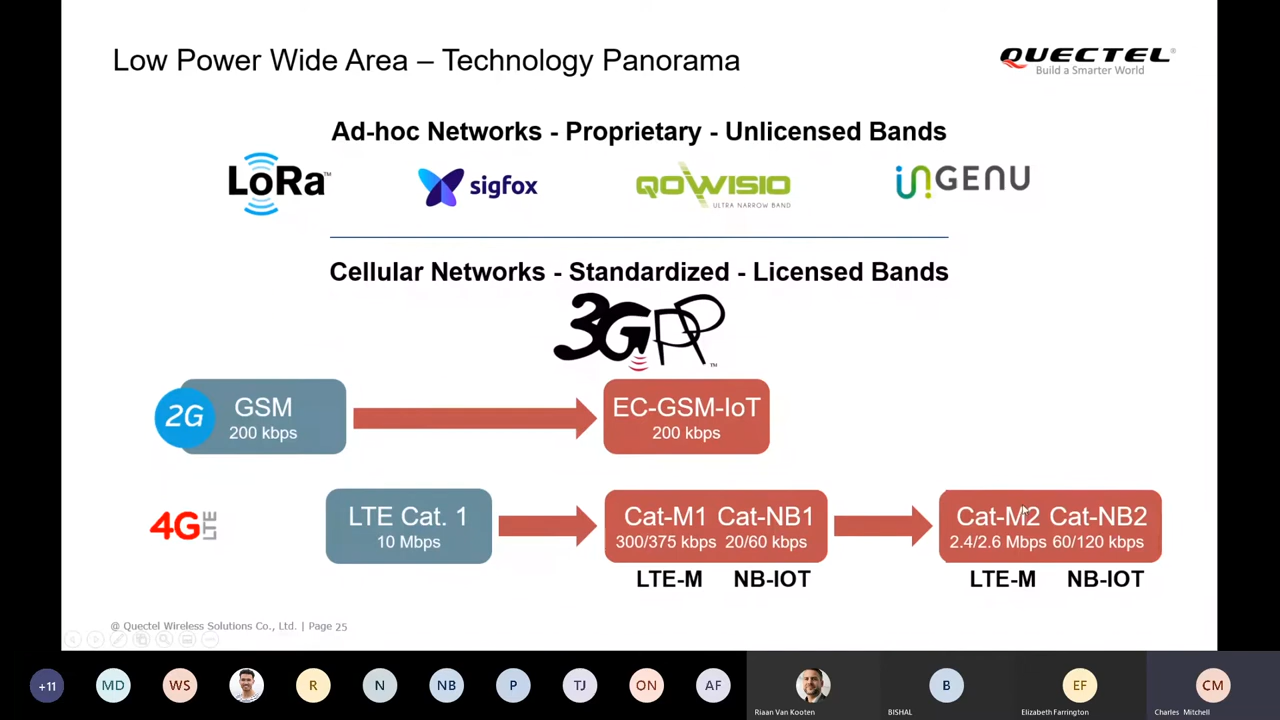 Low Power Wide Area – Technology Panorama
QUECTEL®
Build a Smarter World
Ad-hoc Networks - Proprietary - Unlicensed Bands
LoRa™
sigfox
QOWISIO
ULTRA NARROW BAND
INGENU
Cellular Networks - Standardized - Licensed Bands
3GPP™
2G
GSM
200 kbps
EC-GSM-IoT
200 kbps
4G LTE
LTE Cat. 1
10 Mbps
Cat-M1 Cat-NB1
300/375 kbps 20/60 kbps
LTE-M NB-IOT
Cat-M2 Cat-NB2
2.4/2.6 Mbps 60/120 kbps
LTE-M NB-IOT
@ Quectel Wireless Solutions Co., Ltd. | Page 25
+11
MD
WS
R
N
NB
P
TJ
ON
AF
Riaan Van Kooten
B
BISHAL
EF
Elizabeth Farrington
CM
Charles Mitchell